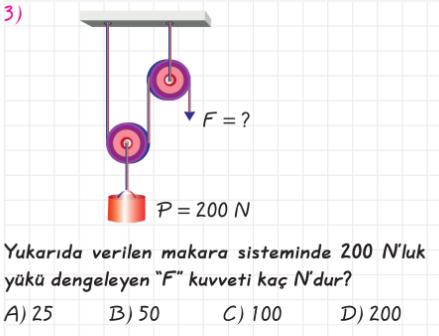 3)
F = ?
P = 200 N
Yukarıda verilen makara sisteminde 200 N'luk
yükü dengeleyen "F" kuvveti kaç N'dur?
A) 25 B) 50 C) 100 D) 200